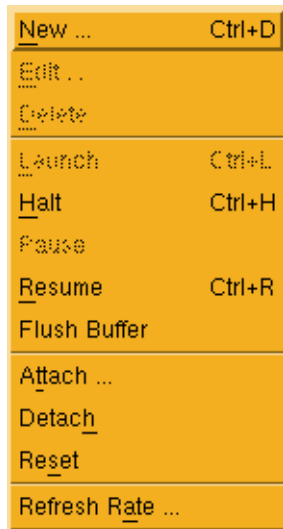 New ... Ctrl+D
Edit ...
Delete
Launch Ctrl+L
Halt Ctrl+H
Pause
Resume Ctrl+R
Flush Buffer
Attach ...
Detach
Reset
Refresh Rate ...